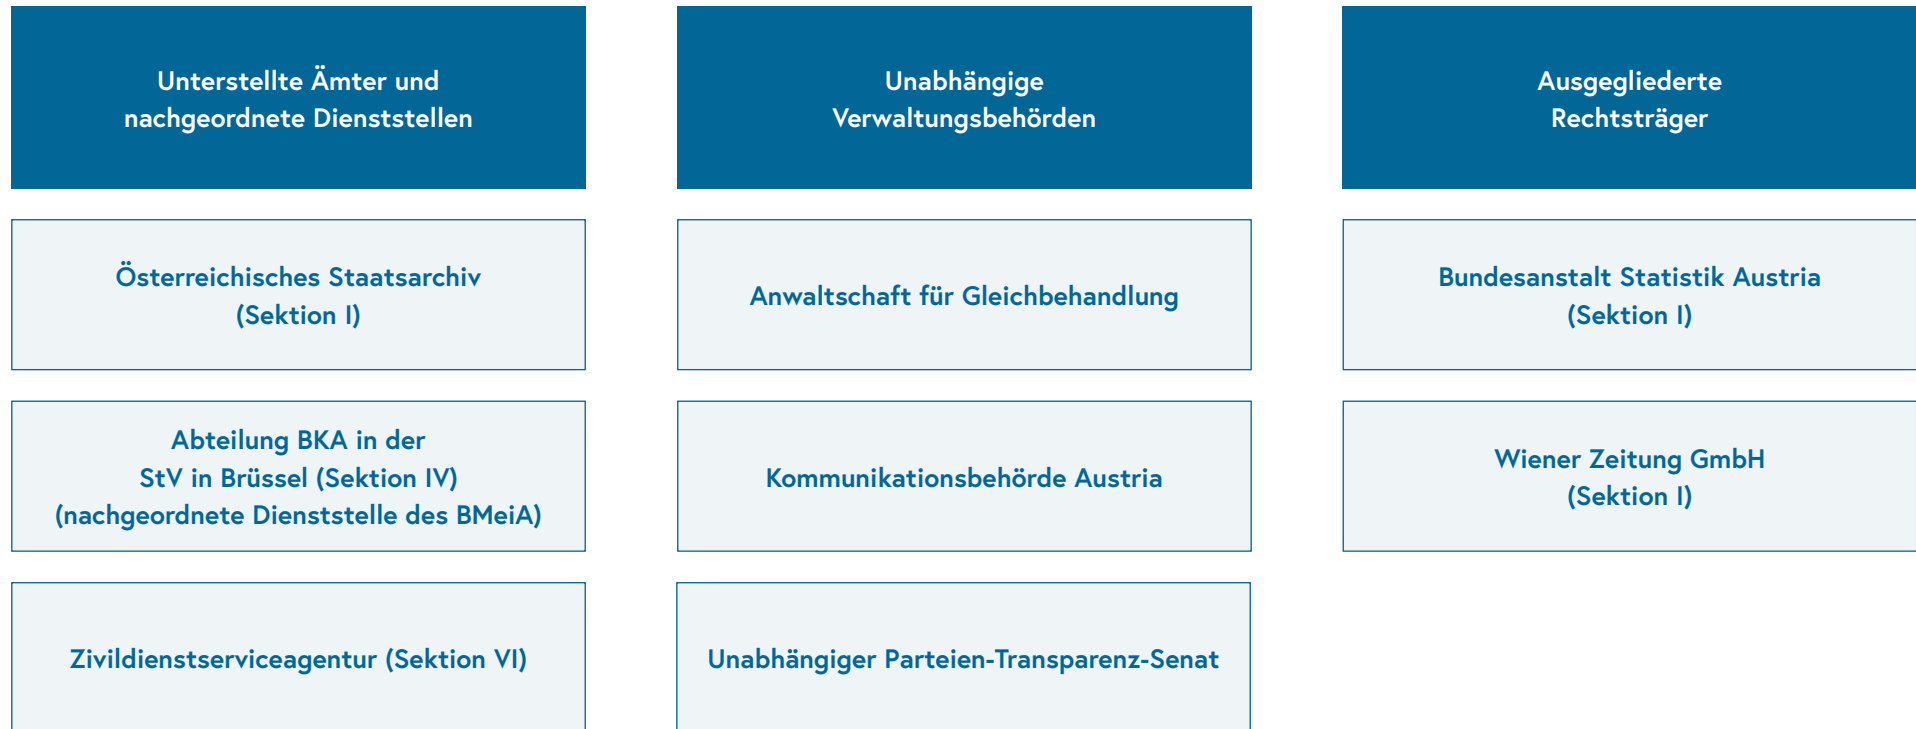 Unterstellte Ämter und
nachgeordnete Dienststellen
Österreichisches Staatsarchiv
(Sektion I)
Abteilung BKA in der
StV in Brüssel (Sektion IV)
(nachgeordnete Dienststelle des BMeiA)
Zivildienstserviceagentur (Sektion VI)
Unabhängige
Verwaltungsbehörden
Anwaltschaft für Gleichbehandlung
Kommunikationsbehörde Austria
Unabhängiger Parteien-Transparenz-Senat
Ausgegliederte
Rechtsträger
Bundesanstalt Statistik Austria
(Sektion I)
Wiener Zeitung GmbH
(Sektion I)